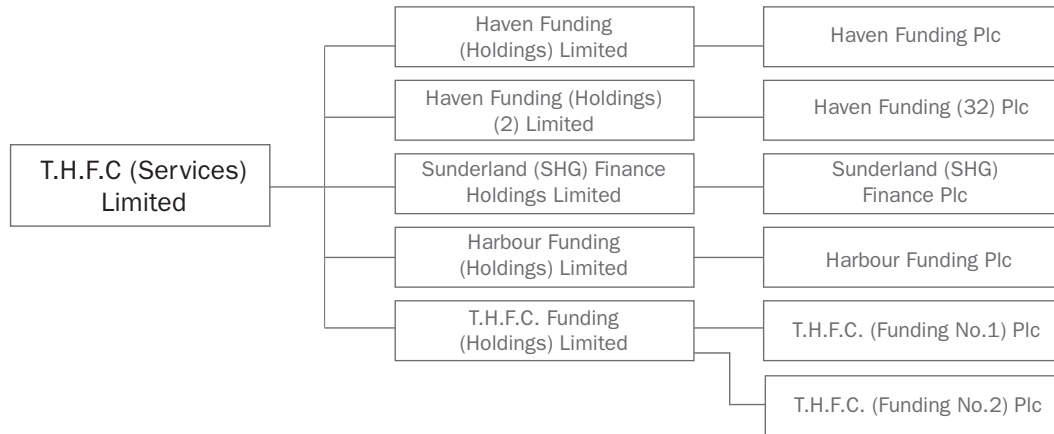 Haven Funding
(Holdings) Limited
Haven Funding Plc
Haven Funding (Holdings)
(2) Limited
Haven Funding (32) Plc
T.H.F.C (Services)
Limited
Sunderland (SHG) Finance
Holdings Limited
Sunderland (SHG)
Finance Plc
Harbour Funding
(Holdings) Limited
Harbour Funding Plc
T.H.F.C. Funding
(Holdings) Limited
T.H.F.C. (Funding No.1) Plc
T.H.F.C. (Funding No.2) Plc